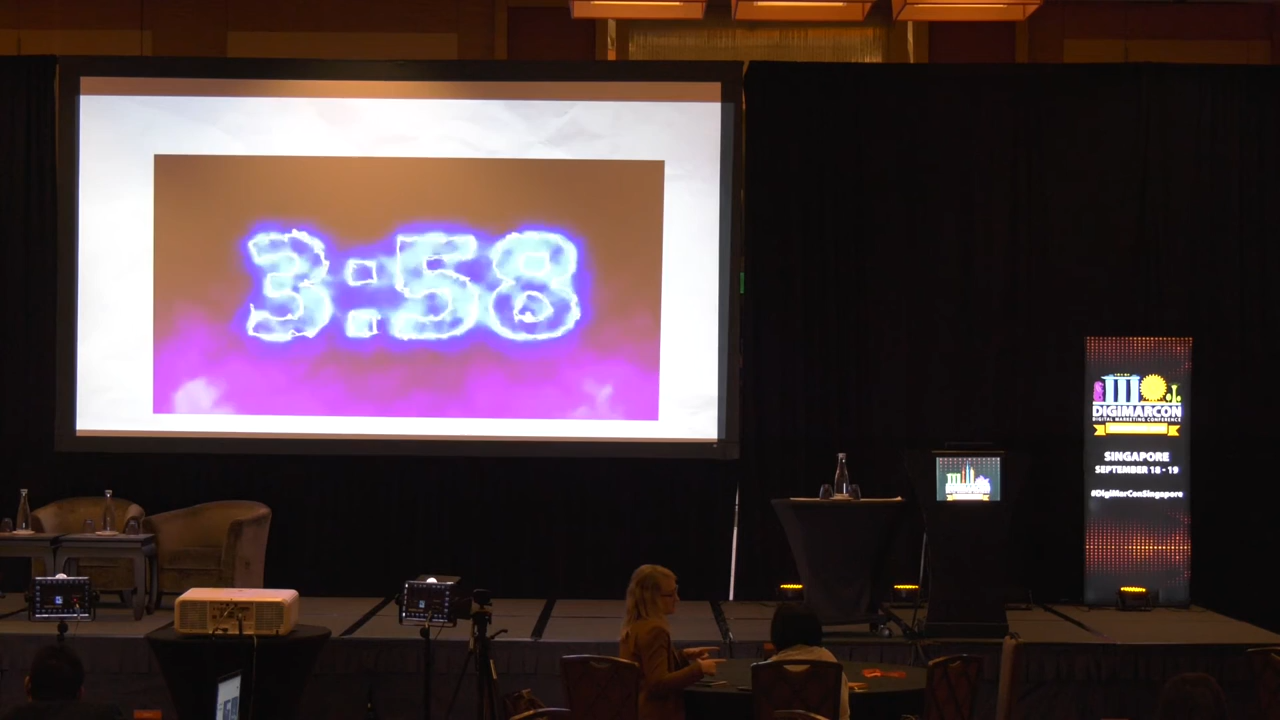 3:58
DIGIMARCON
DIGITAL MARKETING CONFERENCE
SINGAPORE
SEPTEMBER 18 - 19
#DigiMarConSingapore